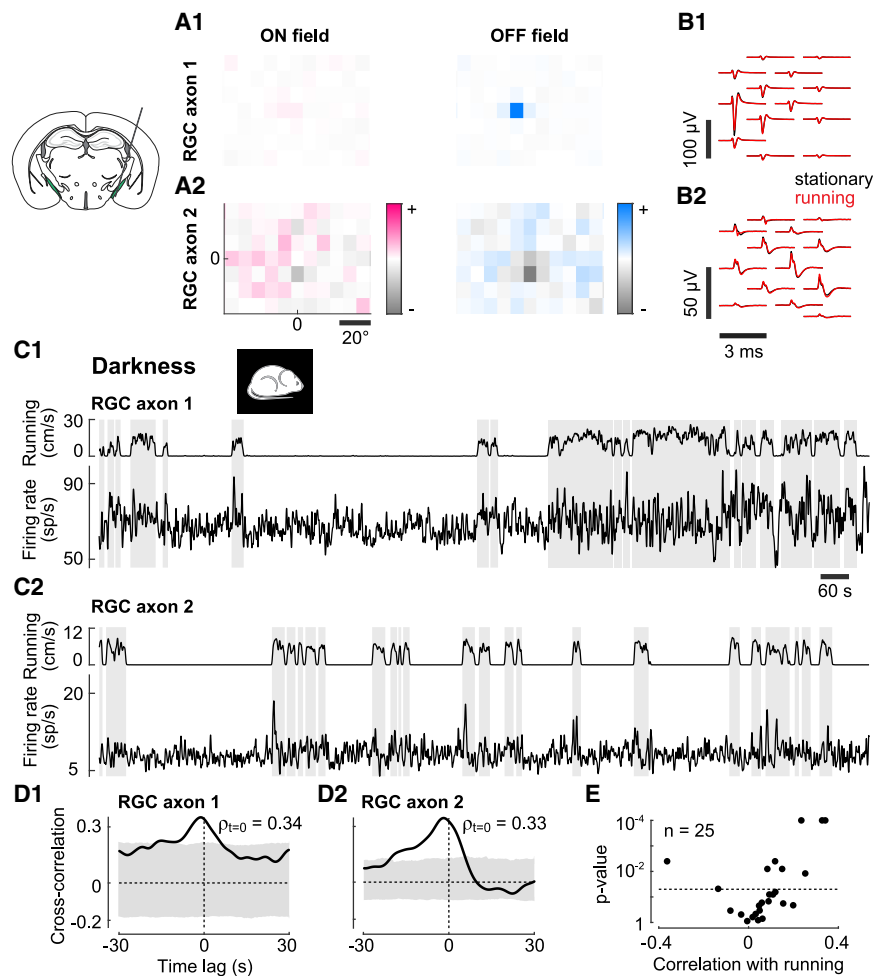 A1
ON field
OFF field
B1
RGC axon 1
100 µV
A2
RGC axon 2
+
-
+
-
0
0
20°
stationary
running
B2
50 µV
3 ms
C1
Darkness
RGC axon 1
Running
(cm/s)
30
0
Firing rate
(sp/s)
90
50
60 s
C2
RGC axon 2
Running
(cm/s)
12
0
Firing rate
(sp/s)
20
5
D1
RGC axon 1
ρt=0 = 0.34
Cross-correlation
0.3
0
-0.2
-30
0
30
Time lag (s)
D2
RGC axon 2
ρt=0 = 0.33
-30
0
30
E
n = 25
p-value
10-4
10-2
1
-0.4
0
0.4
Correlation with running